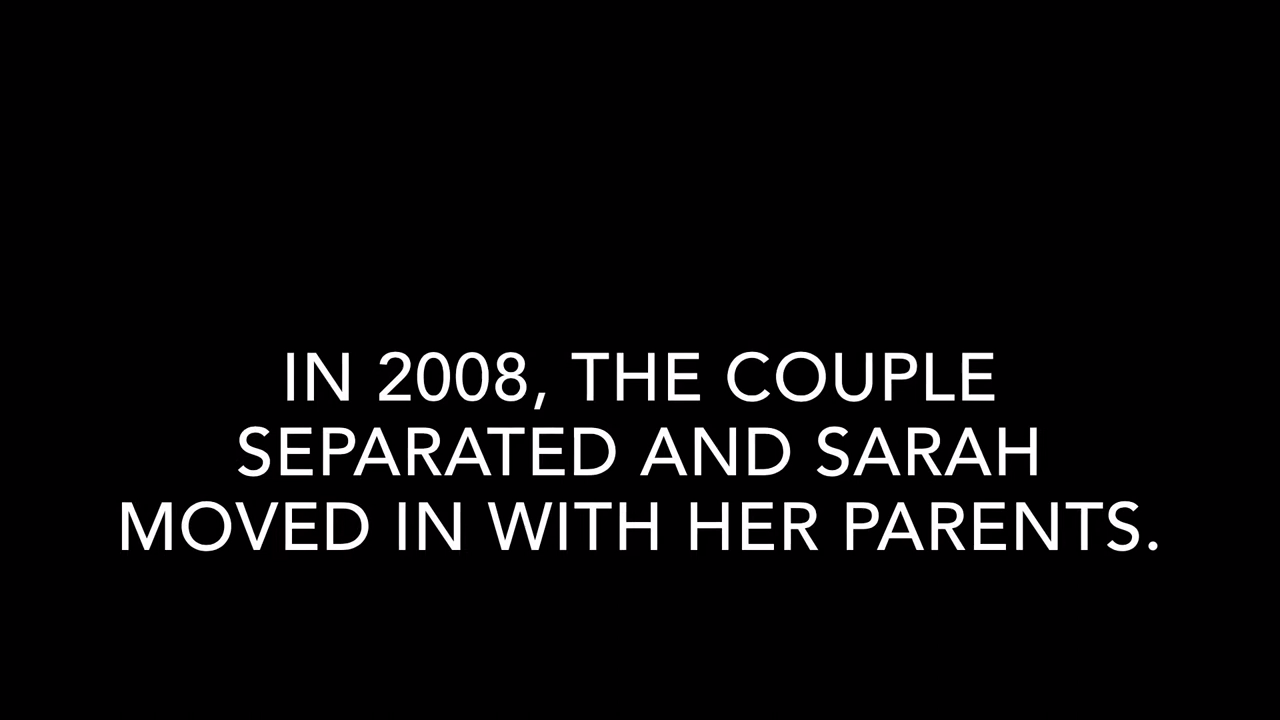 IN 2008, THE COUPLE
SEPARATED AND SARAH
MOVED IN WITH HER PARENTS.